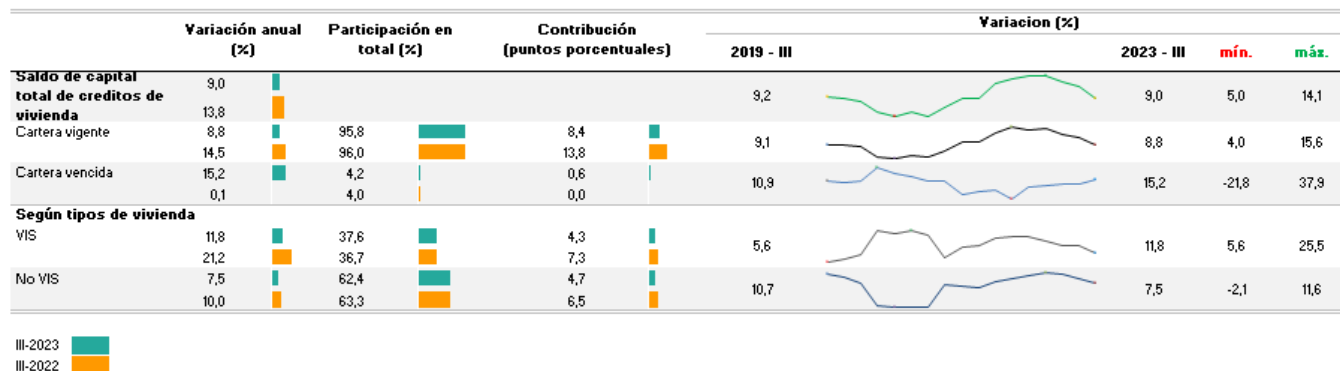 Variación anual (%) Participación en total (%) Contribución (puntos porcentuales) Variacion (%)
2019 - III 2023 - III mín. máx.
Saldo de capital total de creditos de vivienda 9,0 9,2 9,0 5,0 14,1
13,8
Cartera vigente 8,8 95,8 8,4 9,1 8,8 4,0 15,6
14,5 96,0 13,8
Cartera vencida 15,2 4,2 0,6 10,9 15,2 -21,8 37,9
0,1 4,0 0,0
Según tipos de vivienda
VIS 11,8 37,6 4,3 5,6 11,8 5,6 25,5
21,2 36,7 7,3
No VIS 7,5 62,4 4,7 10,7 7,5 -2,1 11,6
10,0 63,3 6,5
III-2023
III-2022